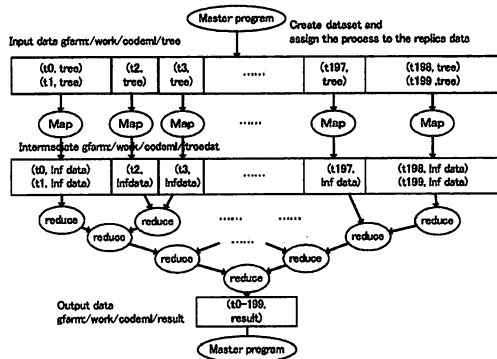 Master program
Create dataset and
assign the process to the replica data
Input data gfarm:/work/codeml/tree
(t0, tree)
(t1, tree)
(t2,
tree)
(t3,
tree)
......
(t197,
tree)
(t198, tree)
(t199 ,tree)
Map
Map
Map
......
Map
Map
Intermediate gfarm:/work/codeml/treedat
(t0, Inf data)
(t1, Inf data)
(t2,
Infdata)
(t3,
Infdata)
......
(t197,
Inf data)
(t198, Inf data)
(t199, Inf data)
reduce
reduce
......
......
reduce
reduce
reduce
......
reduce
reduce
reduce
reduce
Output data
gfarm:/work/codeml/result
(t0-199,
result)
Master program